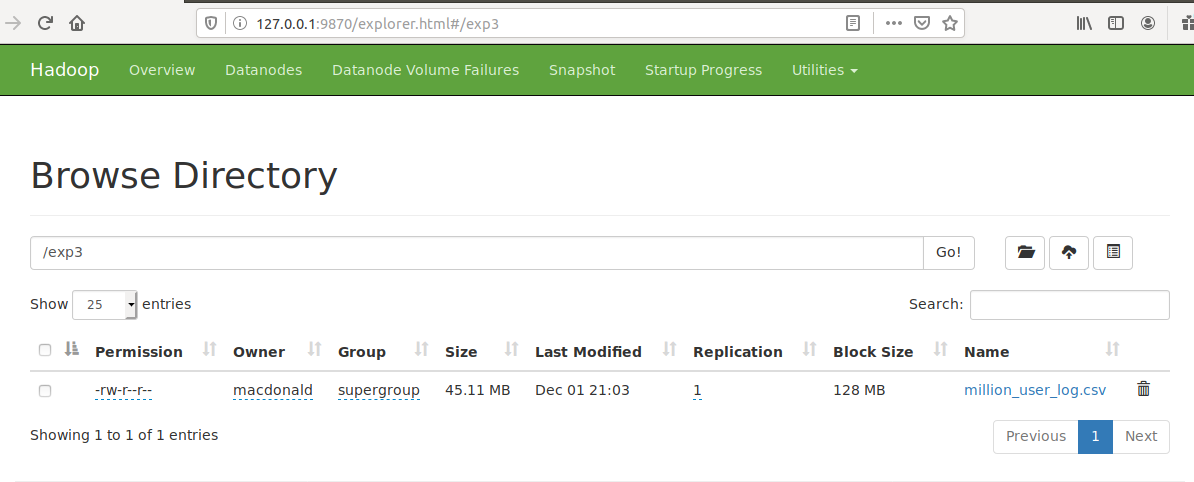 127.0.0.1:9870/explorer.html#/exp3
Hadoop Overview Datanodes Datanode Volume Failures Snapshot Startup Progress Utilities
Browse Directory
/exp3 Go!
Show 25 entries Search:
Permission Owner Group Size Last Modified Replication Block Size Name
-rw-r--r-- macdonald supergroup 45.11 MB Dec 01 21:03 1 128 MB million_user_log.csv
Showing 1 to 1 of 1 entries Previous 1 Next